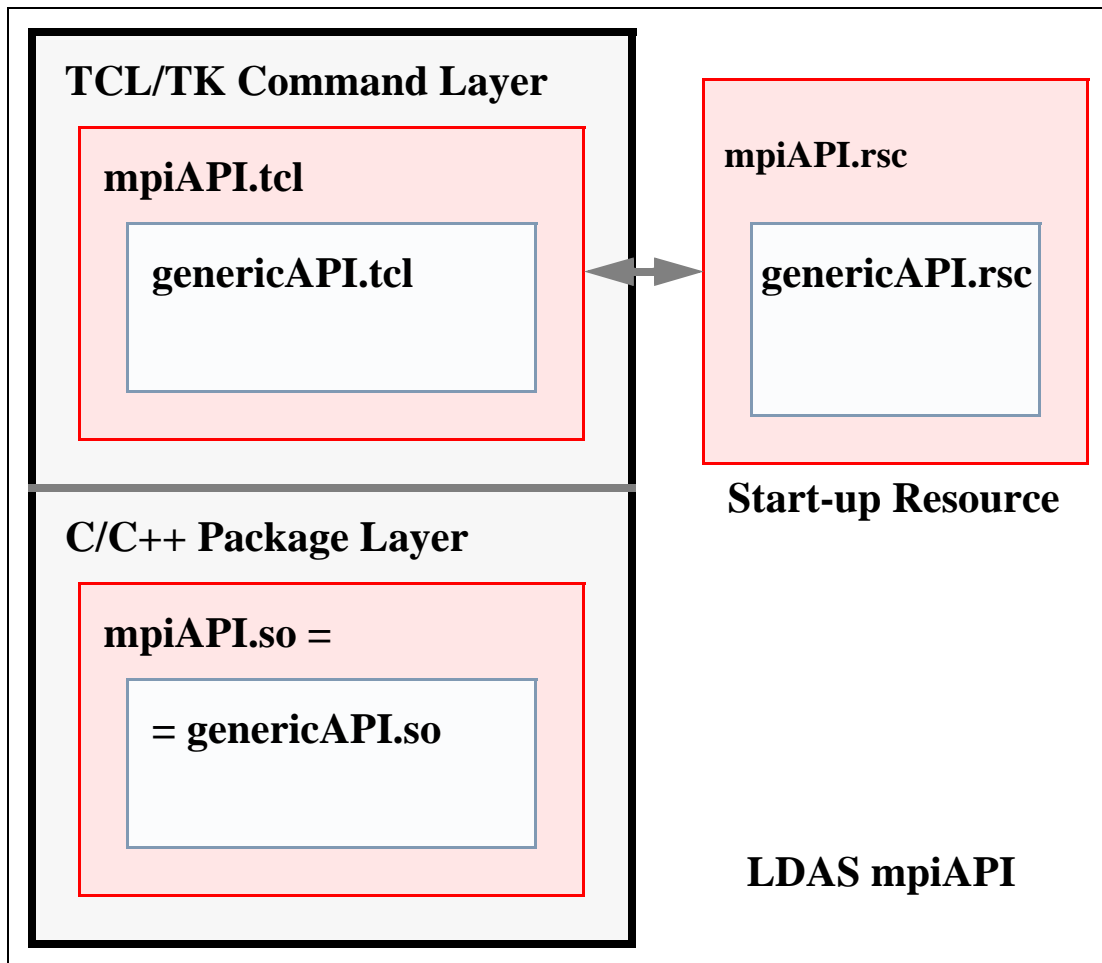 TCL/TK Command Layer
mpiAPI.tcl
genericAPI.tcl
mpiAPI.rsc
genericAPI.rsc
Start-up Resource
C/C++ Package Layer
mpiAPI.so =
= genericAPI.so
LDAS mpiAPI